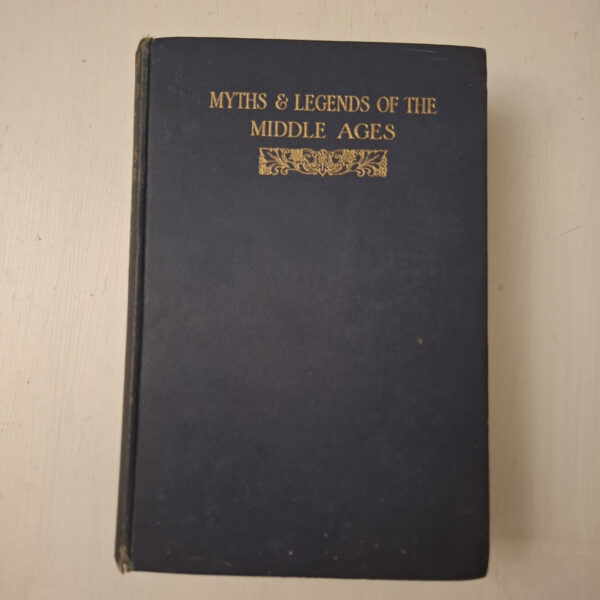 MYTHS & LEGENDS OF THE
MIDDLE AGES